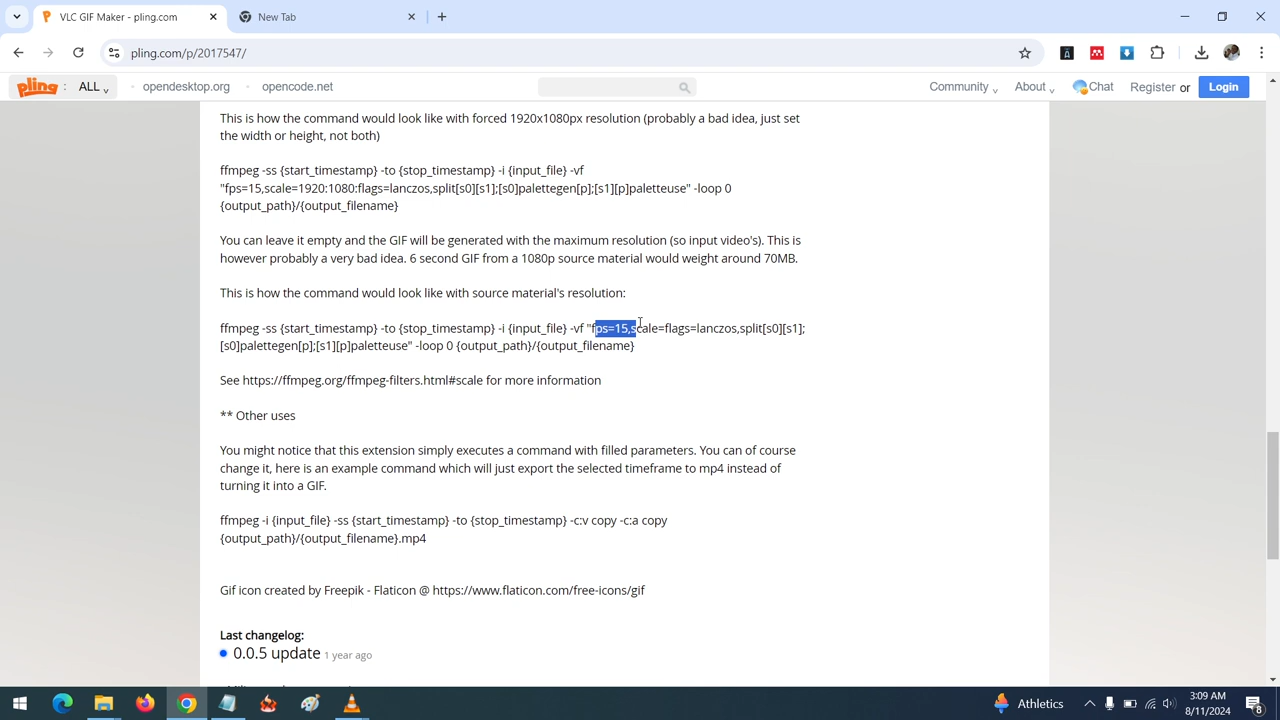 VLC GIF Maker - pling.com
New Tab
pling.com/p/2017547/
pling : ALL opendesktop.org opencode.net Community About Chat Register or Login
This is how the command would look like with forced 1920x1080px resolution (probably a bad idea, just set
the width or height, not both)
ffmpeg -ss {start_timestamp} -to {stop_timestamp} -i {input_file} -vf
"fps=15,scale=1920:1080:flags=lanczos,split[s0][s1];[s0]palettegen[p];[s1][p]paletteuse" -loop 0
{output_path}/{output_filename}
You can leave it empty and the GIF will be generated with the maximum resolution (so input video's). This is
however probably a very bad idea. 6 second GIF from a 1080p source material would weight around 70MB.
This is how the command would look like with source material's resolution:
ffmpeg -ss {start_timestamp} -to {stop_timestamp} -i {input_file} -vf "fps=15,scale=flags=lanczos,split[s0][s1];
[s0]palettegen[p];[s1][p]paletteuse" -loop 0 {output_path}/{output_filename}
See https://ffmpeg.org/ffmpeg-filters.html#scale for more information
** Other uses
You might notice that this extension simply executes a command with filled parameters. You can of course
change it, here is an example command which will just export the selected timeframe to mp4 instead of
turning it into a GIF.
ffmpeg -i {input_file} -ss {start_timestamp} -to {stop_timestamp} -c:v copy -c:a copy
{output_path}/{output_filename}.mp4
Gif icon created by Freepik - Flaticon @ https://www.flaticon.com/free-icons/gif
Last changelog:
0.0.5 update 1 year ago
Athletics
3:09 AM
8/11/2024
8